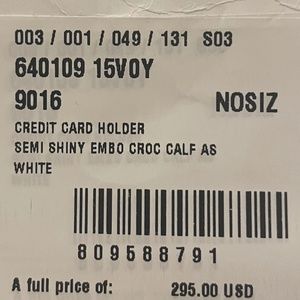 003 / 001 / 049 / 131 S03
640109 15V0Y
9016 NOSIZ
CREDIT CARD HOLDER
SEMI SHINY EMBO CROC CALF AS
WHITE
809588791
A full price of: 295.00 USD